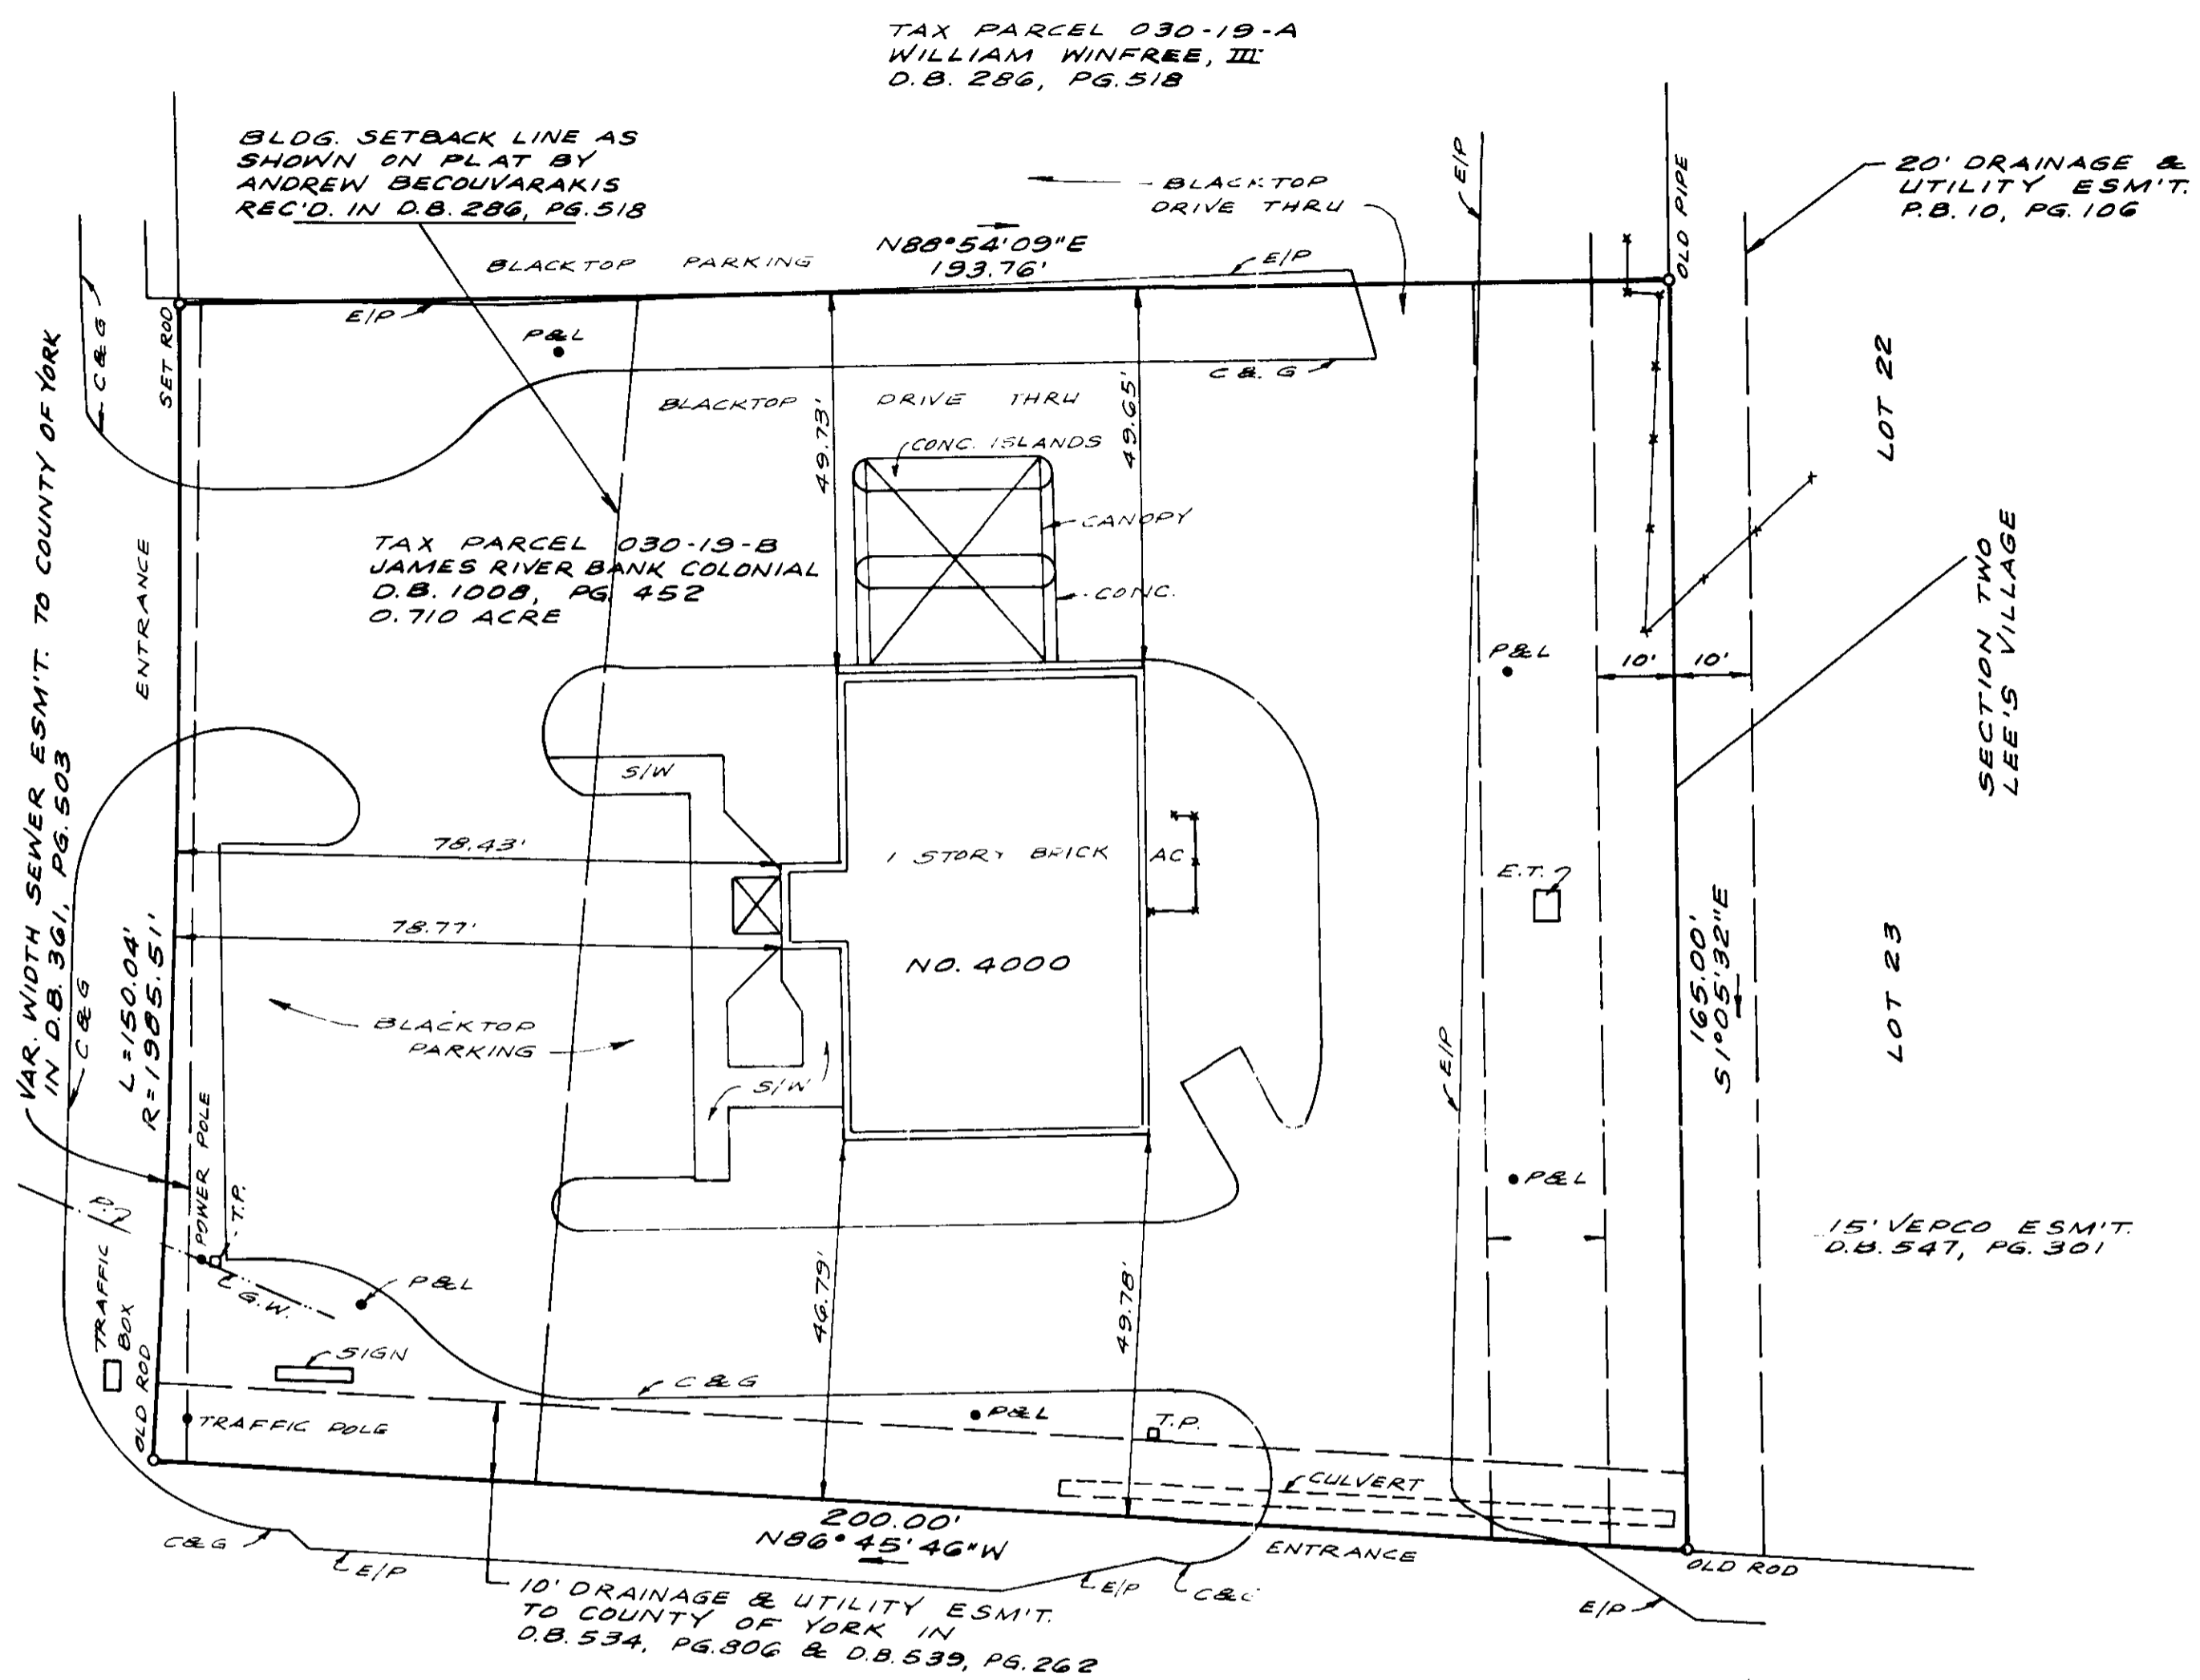 TAX PARCEL 030-19-A
WILLIAM WINFREE, III
D.B. 286, PG. 518
BLDG. SETBACK LINE AS
SHOWN ON PLAT BY
ANDREW BECOUVARAKIS
REC'D. IN D.B. 286, PG. 518
BLACKTOP
DRIVE THRU
E/P
OLD PIPE
20' DRAINAGE &
UTILITY ESM'T.
P.B. 10, PG. 106
N88°54'09"E
193.76'
BLACKTOP PARKING
E/P
E/P
C & G
SET ROD
P&L
C & G
BLACKTOP DRIVE THRU
49.73'
49.65'
CONC. ISLANDS
CANOPY
CONC.
LOT 22
TAX PARCEL 030-19-B
JAMES RIVER BANK COLONIAL
D.B. 1008, PG. 452
0.710 ACRE
ENTRANCE
VAR. WIDTH SEWER ESM'T. TO COUNTY OF YORK
IN D.B. 361, PG. 503
SECTION TWO
LEE'S VILLAGE
P&L
10'
10'
S/W
78.43'
1 STORY BRICK
AC
E.T.
78.77'
NO. 4000
165.00'
S1°05'32"E
LOT 23
L=150.04'
R=1985.51'
C & G
BLACKTOP
PARKING
S/W
E/P
POWER POLE
T.P.
P&L
15' VEPCO ESM'T.
D.B. 547, PG. 301
G.W.
P&L
46.79'
49.78'
TRAFFIC
BOX
OLD ROD
SIGN
C & G
TRAFFIC POLE
P&L
T.P.
CULVERT
200.00'
N86°45'46"W
ENTRANCE
OLD ROD
C&G
E/P
E/P
C&G
E/P
10' DRAINAGE & UTILITY ESM'T.
TO COUNTY OF YORK IN
D.B. 534, PG. 806 & D.B. 539, PG. 262